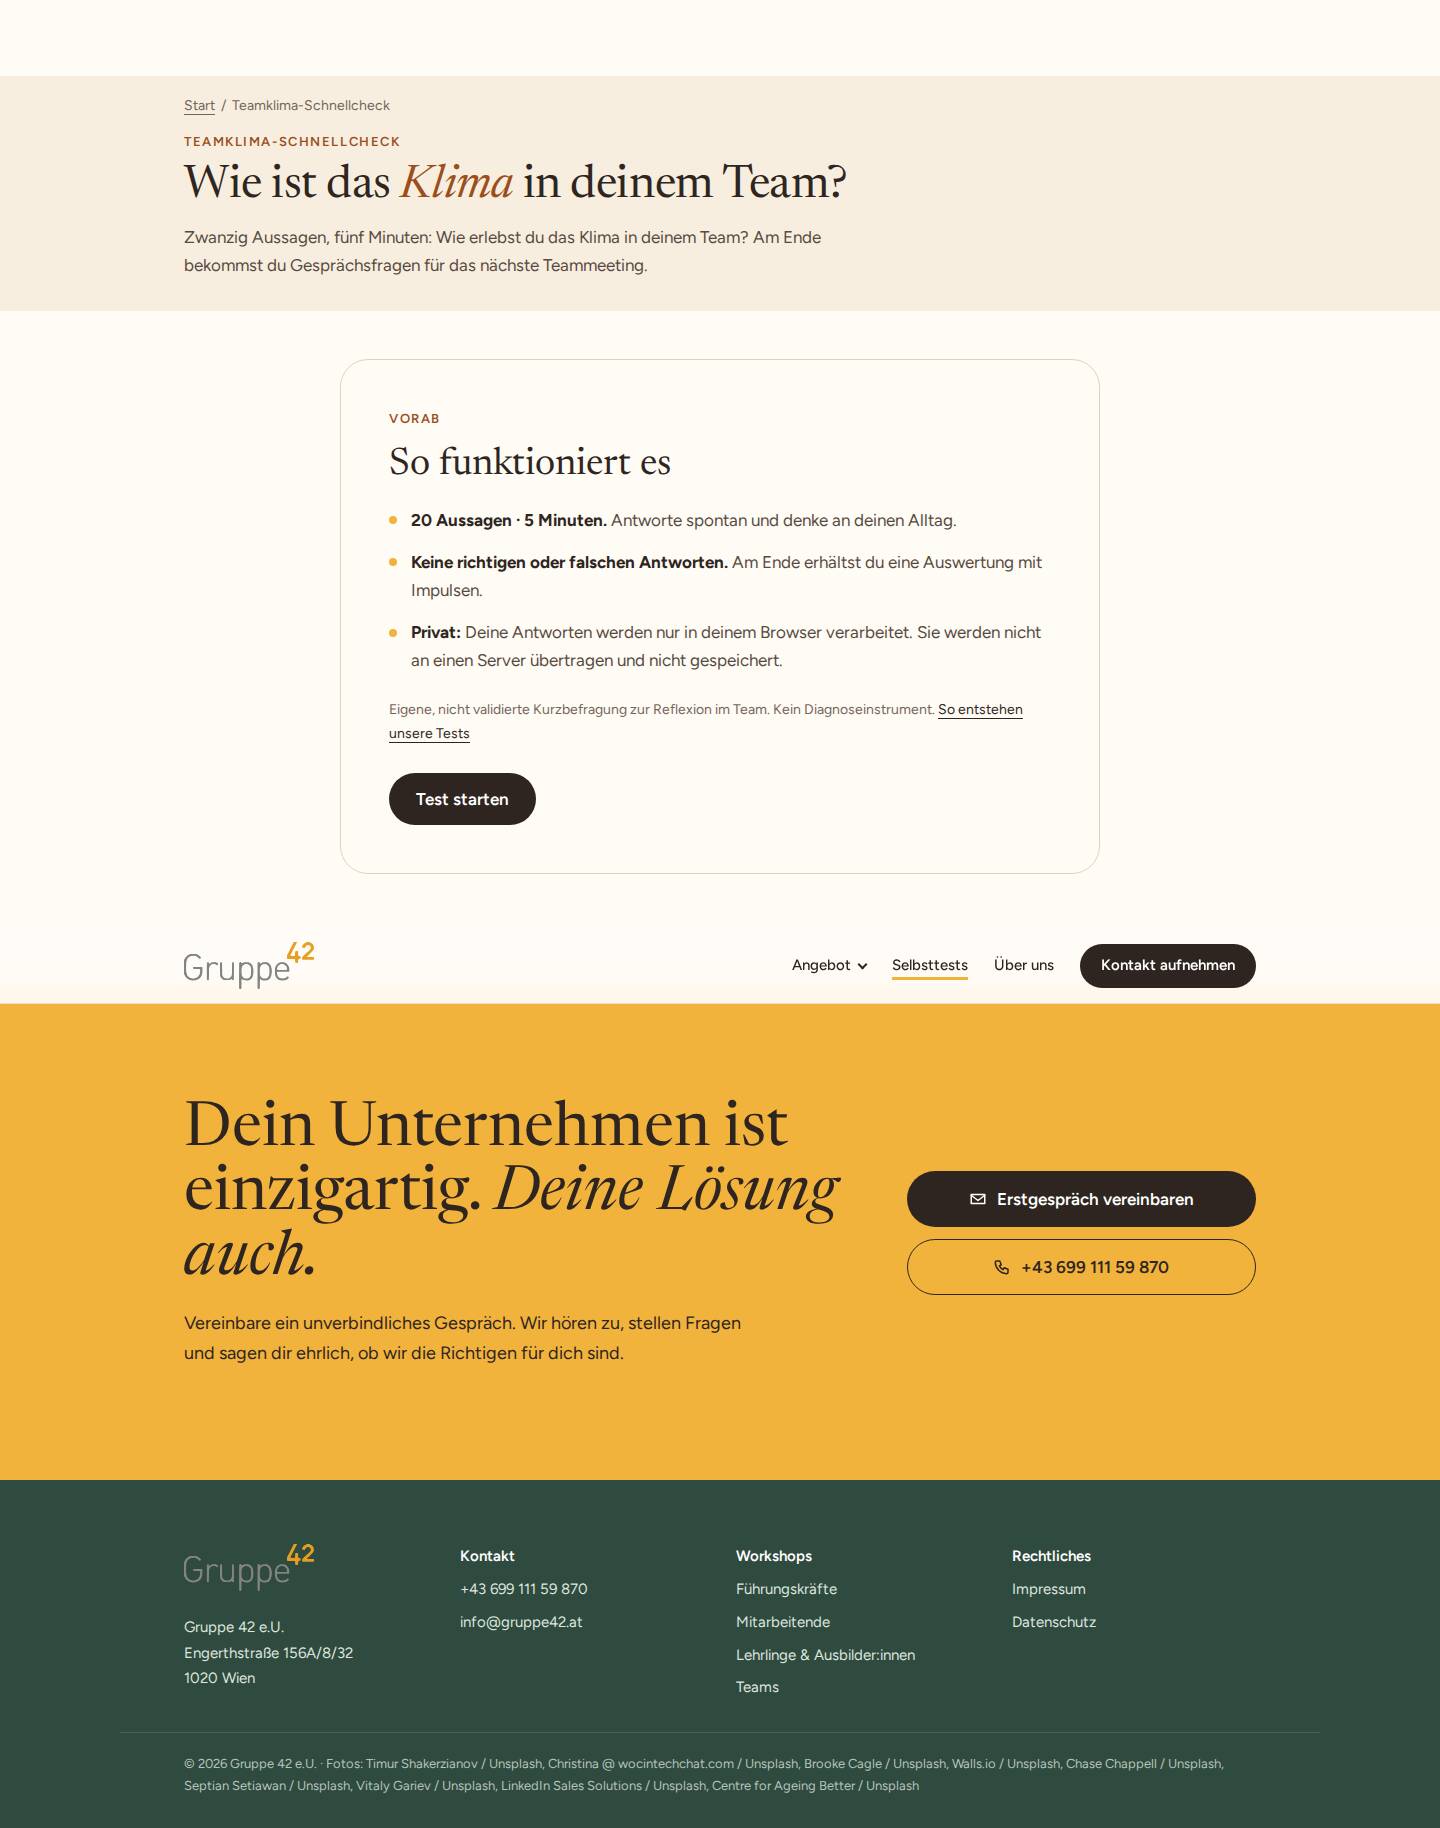 Start / Teamklima-Schnellcheck
TEAMKLIMA-SCHNELLCHECK
Wie ist das Klima in deinem Team?
Zwanzig Aussagen, fünf Minuten: Wie erlebst du das Klima in deinem Team? Am Ende
bekommst du Gesprächsfragen für das nächste Teammeeting.
VORAB
So funktioniert es
20 Aussagen · 5 Minuten. Antworte spontan und denke an deinen Alltag.
Keine richtigen oder falschen Antworten. Am Ende erhältst du eine Auswertung mit
Impulsen.
Privat: Deine Antworten werden nur in deinem Browser verarbeitet. Sie werden nicht
an einen Server übertragen und nicht gespeichert.
Eigene, nicht validierte Kurzbefragung zur Reflexion im Team. Kein Diagnoseinstrument. So entstehen
unsere Tests
Test starten
Gruppe42
Angebot
Selbsttests
Über uns
Kontakt aufnehmen
Dein Unternehmen ist
einzigartig. Deine Lösung
auch.
Vereinbare ein unverbindliches Gespräch. Wir hören zu, stellen Fragen
und sagen dir ehrlich, ob wir die Richtigen für dich sind.
Erstgespräch vereinbaren
+43 699 111 59 870
Gruppe42
Gruppe 42 e.U.
Engerthstraße 156A/8/32
1020 Wien
Kontakt
+43 699 111 59 870
info@gruppe42.at
Workshops
Führungskräfte
Mitarbeitende
Lehrlinge & Ausbilder:innen
Teams
Rechtliches
Impressum
Datenschutz
© 2026 Gruppe 42 e.U. · Fotos: Timur Shakerzianov / Unsplash, Christina @ wocintechchat.com / Unsplash, Brooke Cagle / Unsplash, Walls.io / Unsplash, Chase Chappell / Unsplash,
Septian Setiawan / Unsplash, Vitaly Gariev / Unsplash, LinkedIn Sales Solutions / Unsplash, Centre for Ageing Better / Unsplash